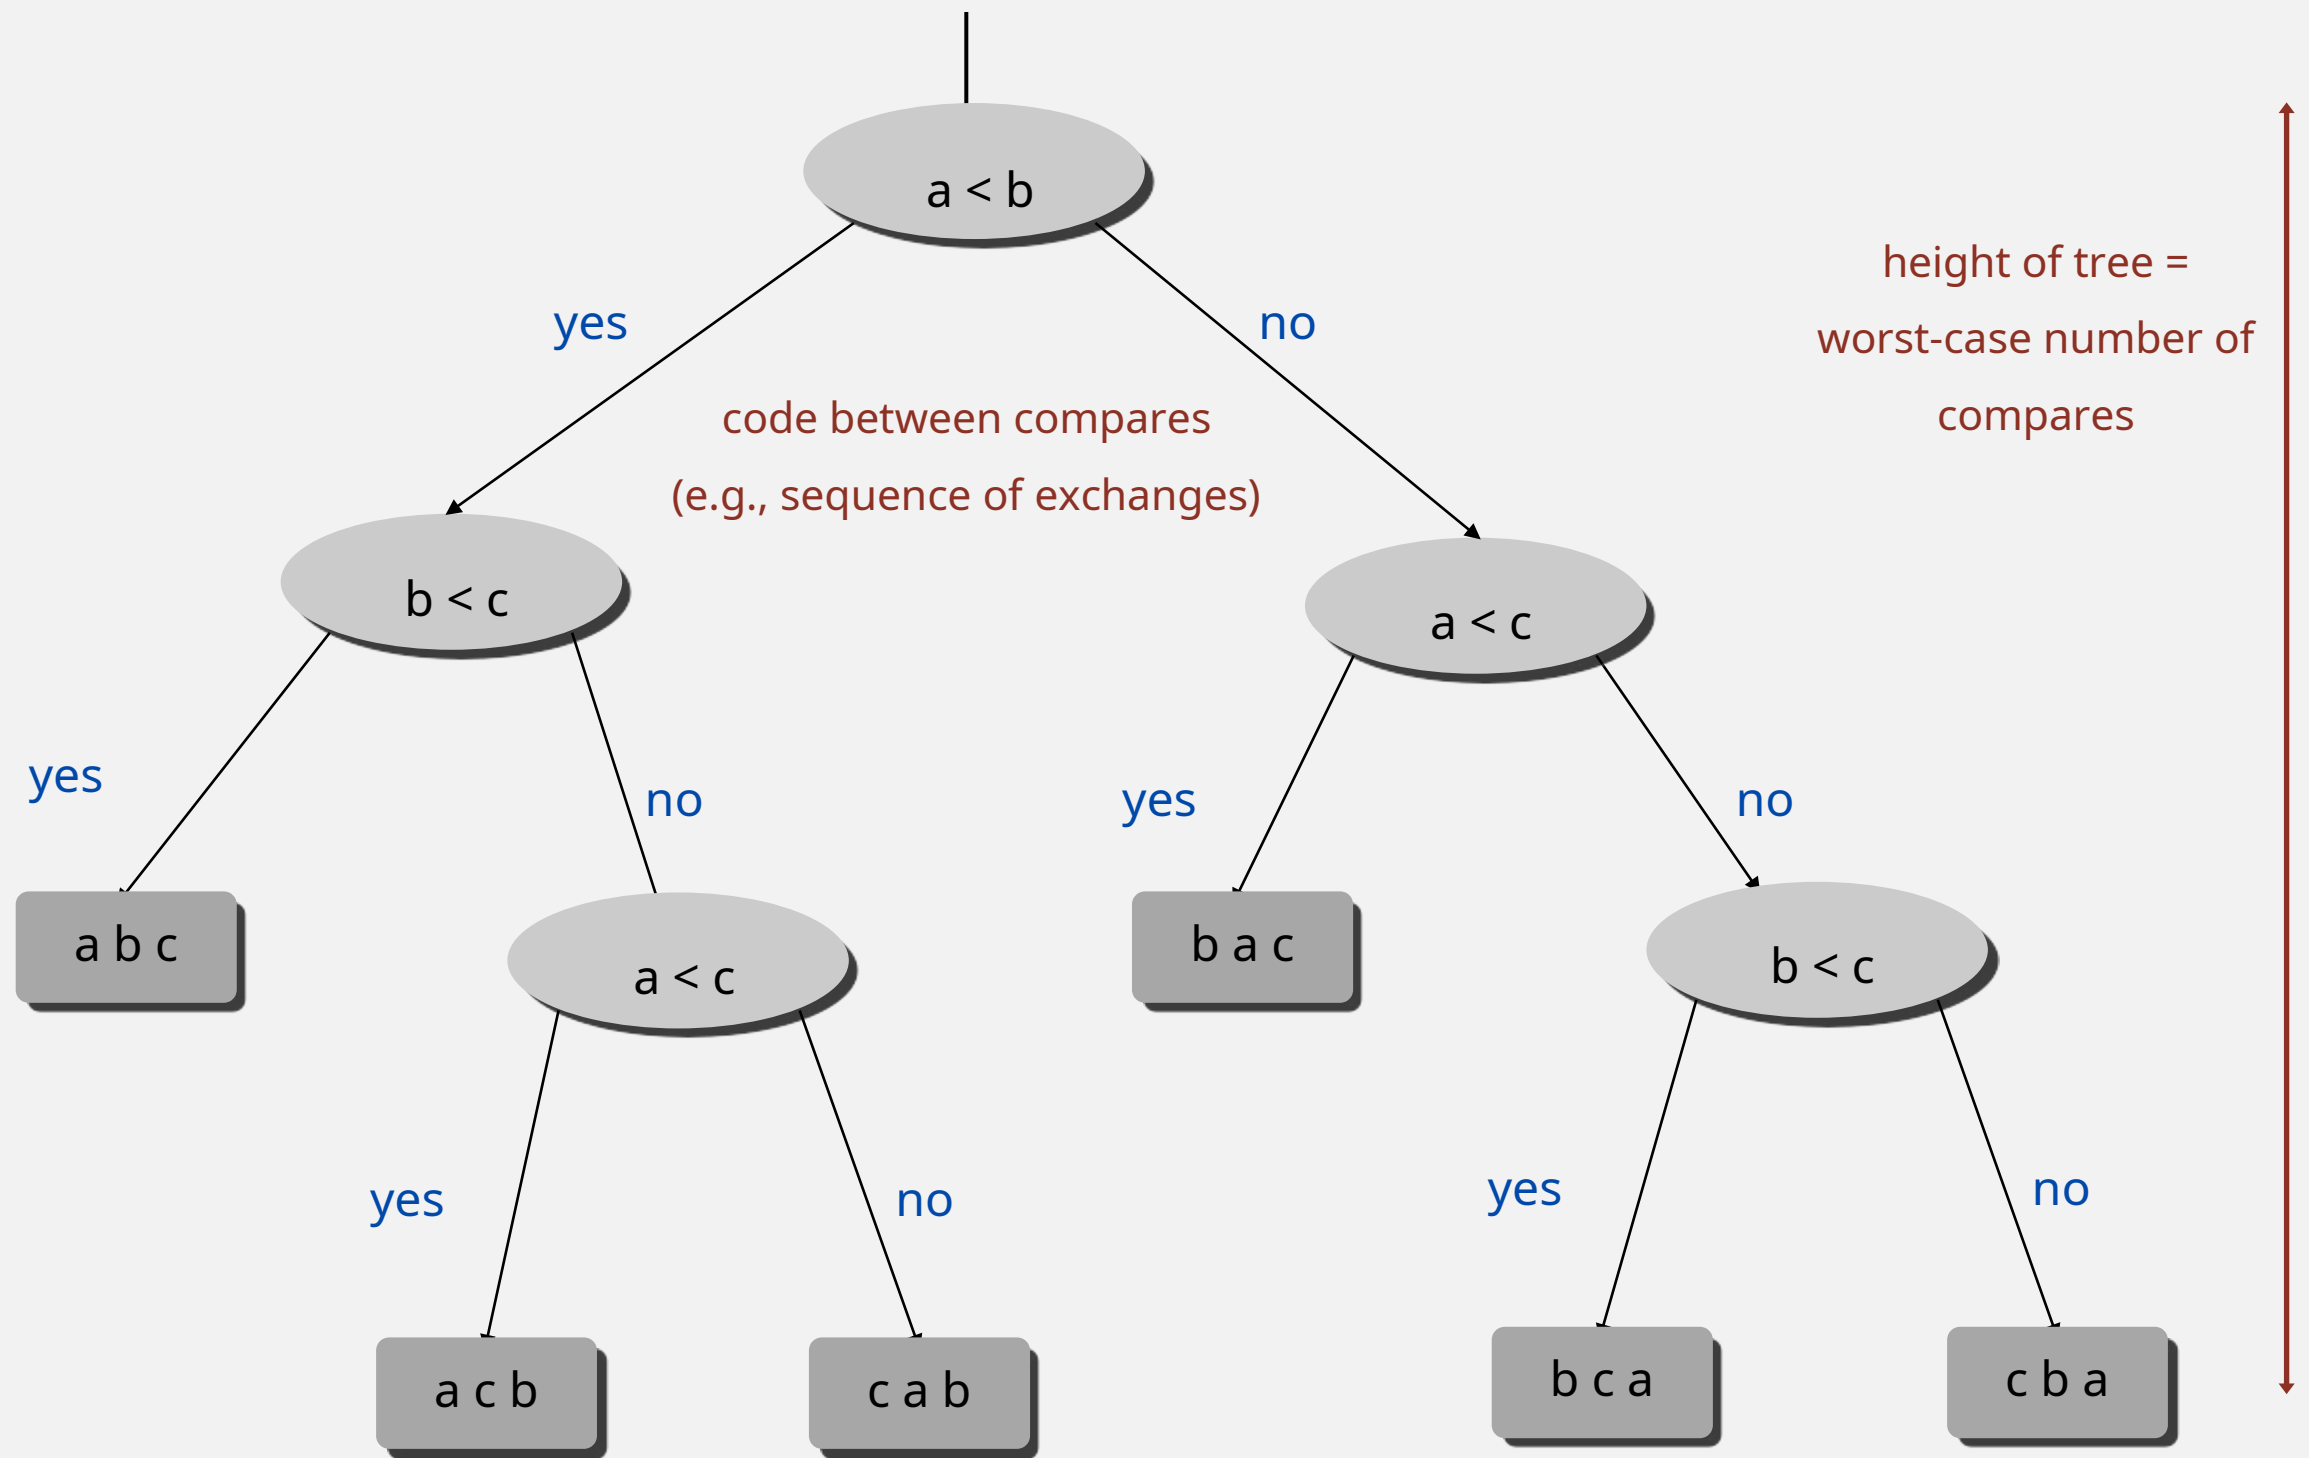 a < b
height of tree =
worst-case number of
compares
yes
no
code between compares
(e.g., sequence of exchanges)
b < c
a < c
yes
no
yes
no
a b c
a < c
b a c
b < c
yes
no
yes
no
a c b
c a b
b c a
c b a